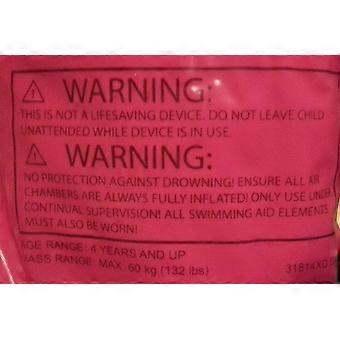 ⚠ WARNING:
THIS IS NOT A LIFESAVING DEVICE. DO NOT LEAVE CHILD
UNATTENDED WHILE DEVICE IS IN USE.
⚠ WARNING:
NO PROTECTION AGAINST DROWNING! ENSURE ALL AIR
CHAMBERS ARE ALWAYS FULLY INFLATED! ONLY USE UNDER
CONTINUAL SUPERVISION! ALL SWIMMING AID ELEMENTS
MUST ALSO BE WORN!
AGE RANGE: 4 YEARS AND UP
MASS RANGE: MAX. 60 kg (132 lbs)
31814XD